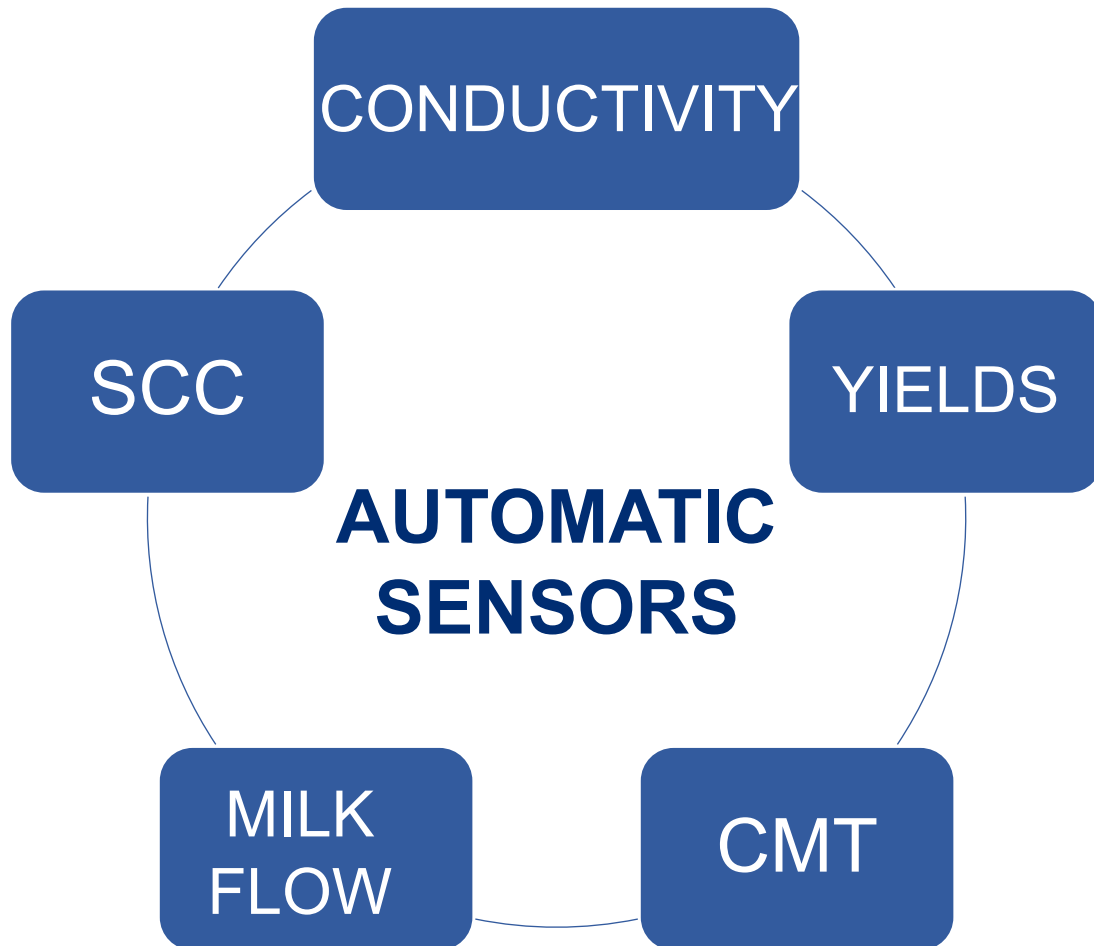 CONDUCTIVITY
SCC
YIELDS
AUTOMATIC
SENSORS
MILK
FLOW
CMT